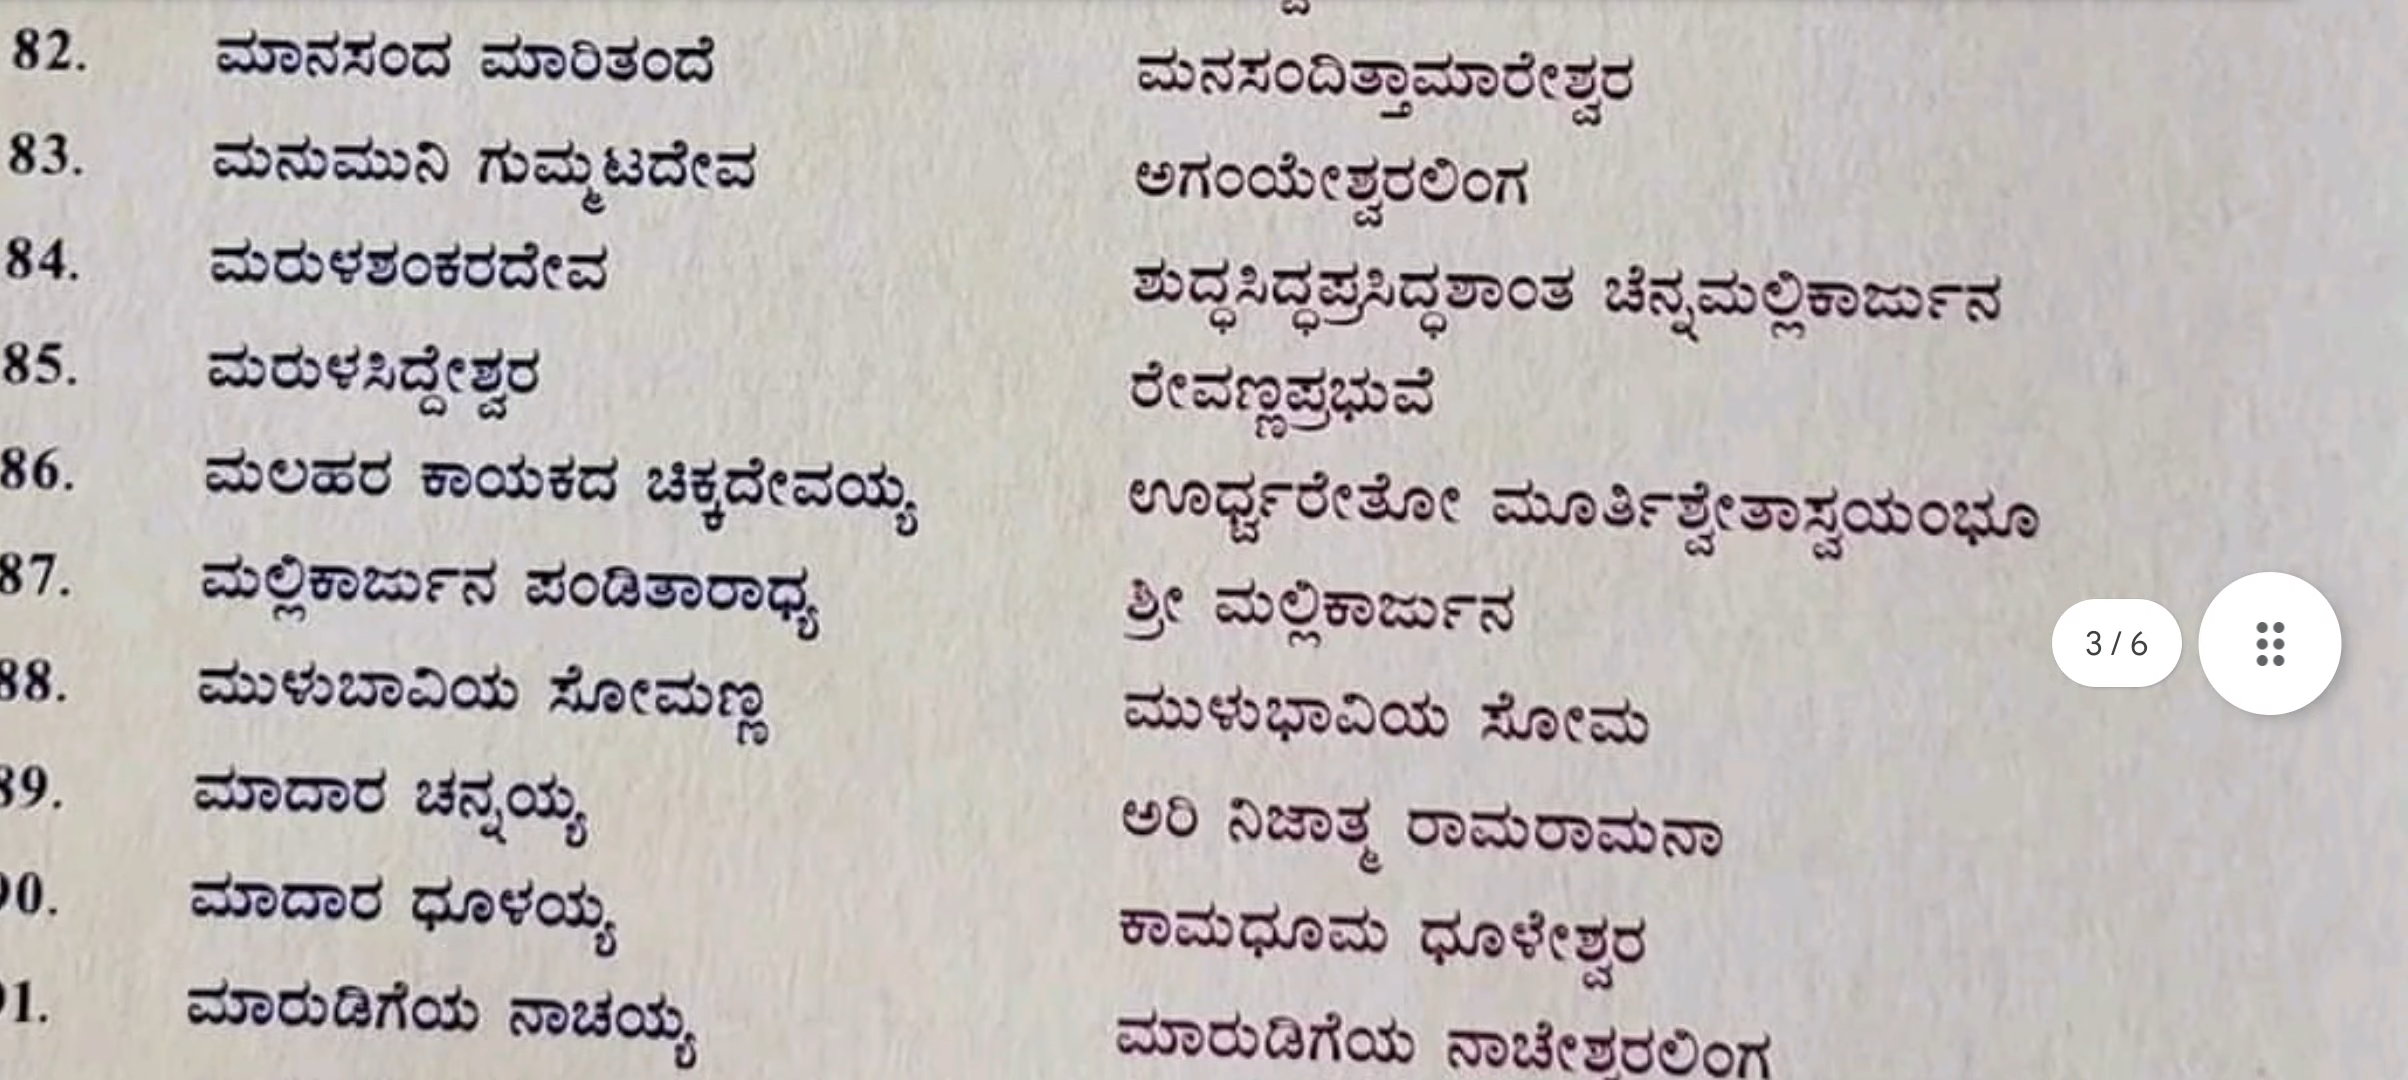 82. ಮಾನಸಂದ ಮಾರಿತಂದೆ ಮನಸಂದಿತ್ತಾಮಾರೇಶ್ವರ
83. ಮನುಮುನಿ ಗುಮ್ಮಟದೇವ ಅಗಂಯೇಶ್ವರಲಿಂಗ
84. ಮರುಳಶಂಕರದೇವ ಶುದ್ಧಸಿದ್ಧಪ್ರಸಿದ್ಧಶಾಂತ ಚೆನ್ನಮಲ್ಲಿಕಾರ್ಜುನ
85. ಮರುಳಸಿದ್ದೇಶ್ವರ ರೇವಣ್ಣಪ್ರಭುವೆ
86. ಮಲಹರ ಕಾಯಕದ ಚಿಕ್ಕದೇವಯ್ಯ ಊರ್ಧ್ವರೇತೋ ಮೂರ್ತಿಶ್ವೇತಾಸ್ವಯಂಭೂ
87. ಮಲ್ಲಿಕಾರ್ಜುನ ಪಂಡಿತಾರಾಧ್ಯ ಶ್ರೀ ಮಲ್ಲಿಕಾರ್ಜುನ
88. ಮುಳುಬಾವಿಯ ಸೋಮಣ್ಣ ಮುಳುಭಾವಿಯ ಸೋಮ
89. ಮಾದಾರ ಚನ್ನಯ್ಯ ಅರಿ ನಿಜಾತ್ಮ ರಾಮರಾಮನಾ
90. ಮಾದಾರ ಧೂಳಯ್ಯ ಕಾಮಧೂಮ ಧೂಳೇಶ್ವರ
91. ಮಾರುಡಿಗೆಯ ನಾಚಯ್ಯ ಮಾರುಡಿಗೆಯ ನಾಚೇಶ್ವರಲಿಂಗ
3 / 6